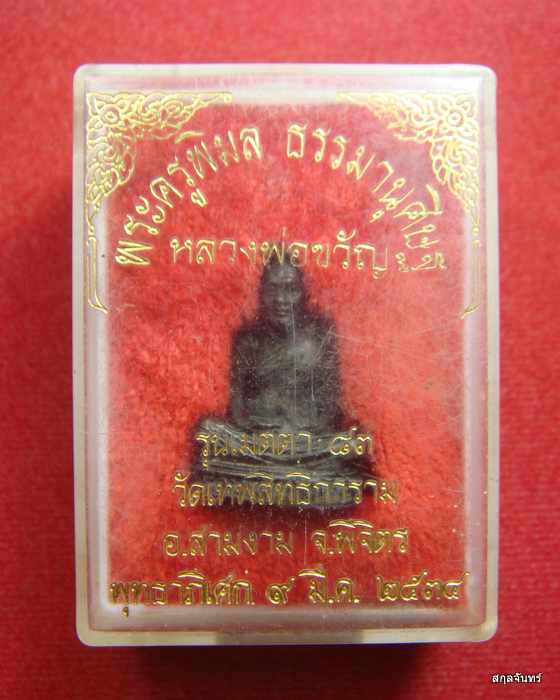 พระครูพิมล ธรรมานุศิษฐ์
หลวงพ่อขวัญ
รุ่นเมตตา ๘๓
วัดเทพสิทธิการาม
อ.สามงาม จ.พิจิตร
พุทธาภิเศก ๙ มี.ค. ๒๕๓๔
สกุลจันทร์